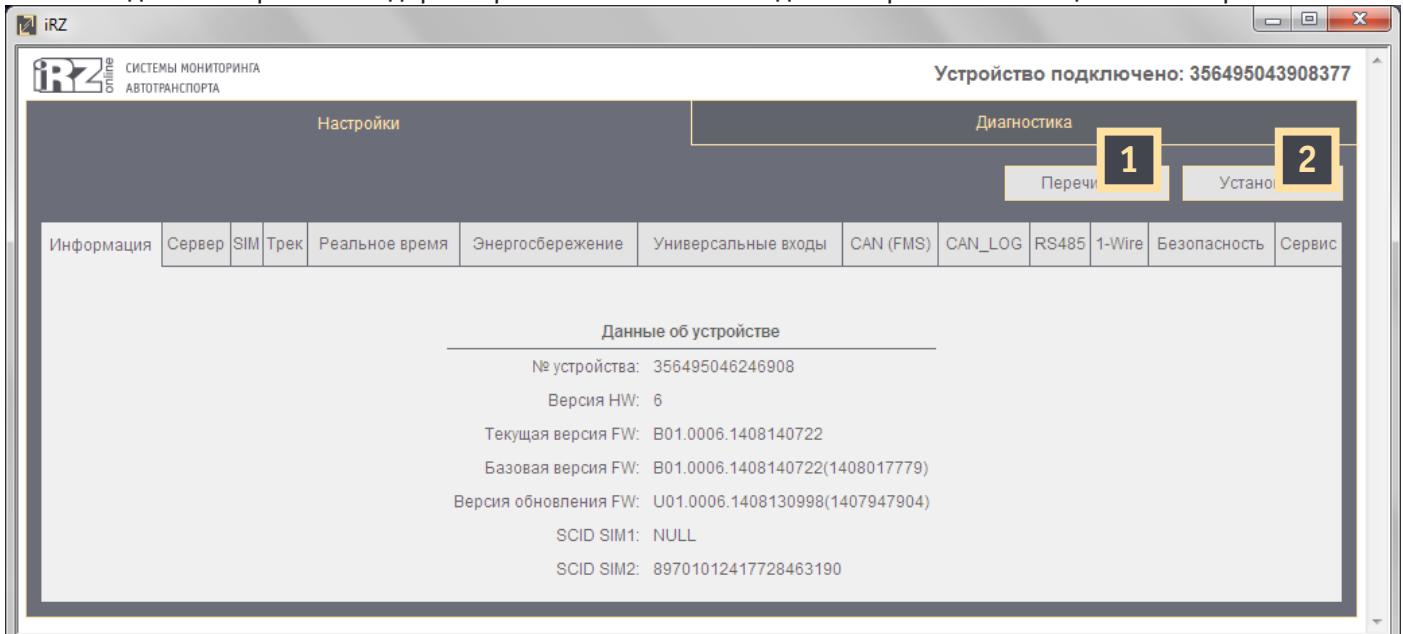 iRZ
iRZ online СИСТЕМЫ МОНИТОРИНГА
АВТОТРАНСПОРТА
Устройство подключено: 356495043908377
Настройки Диагностика
1 2
Информация Сервер SIM Трек Реальное время Энергосбережение Универсальные входы CAN (FMS) CAN_LOG RS485 1-Wire Безопасность Сервис
Данные об устройстве
№ устройства: 356495046246908
Версия HW: 6
Текущая версия FW: B01.0006.1408140722
Базовая версия FW: B01.0006.1408140722(1408017779)
Версия обновления FW: U01.0006.1408130998(1407947904)
SCID SIM1: NULL
SCID SIM2: 89701012417728463190